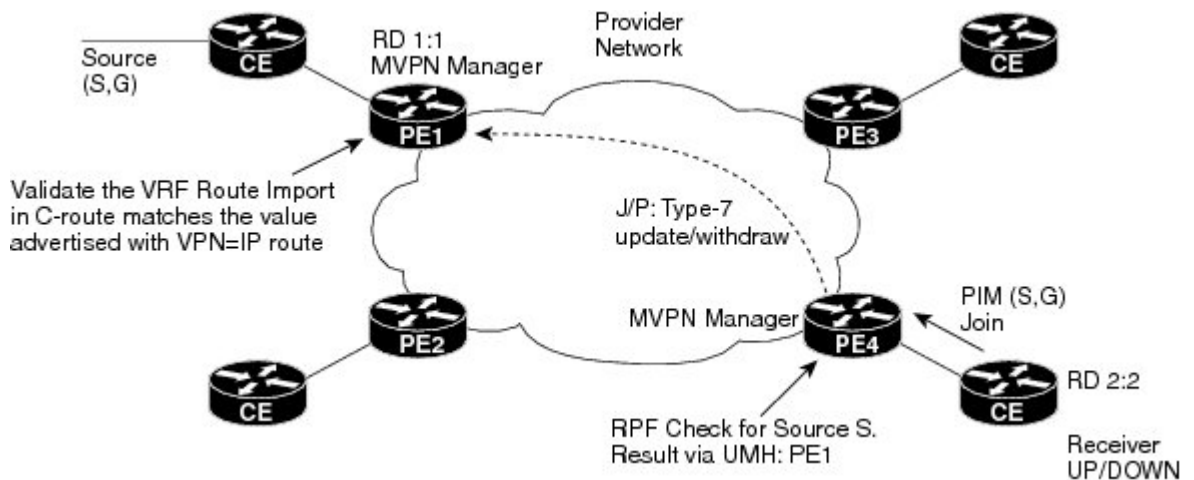 Provider
Network
RD 1:1
MVPN Manager
CE
CE
Source
(S,G)
PE1
PE3
Validate the VRF Route Import
in C-route matches the value
advertised with VPN=IP route
J/P: Type-7
update/withdraw
PIM (S,G)
Join
MVPN Manager
PE2
PE4
CE
CE
RD 2:2
RPF Check for Source S.
Result via UMH: PE1
Receiver
UP/DOWN